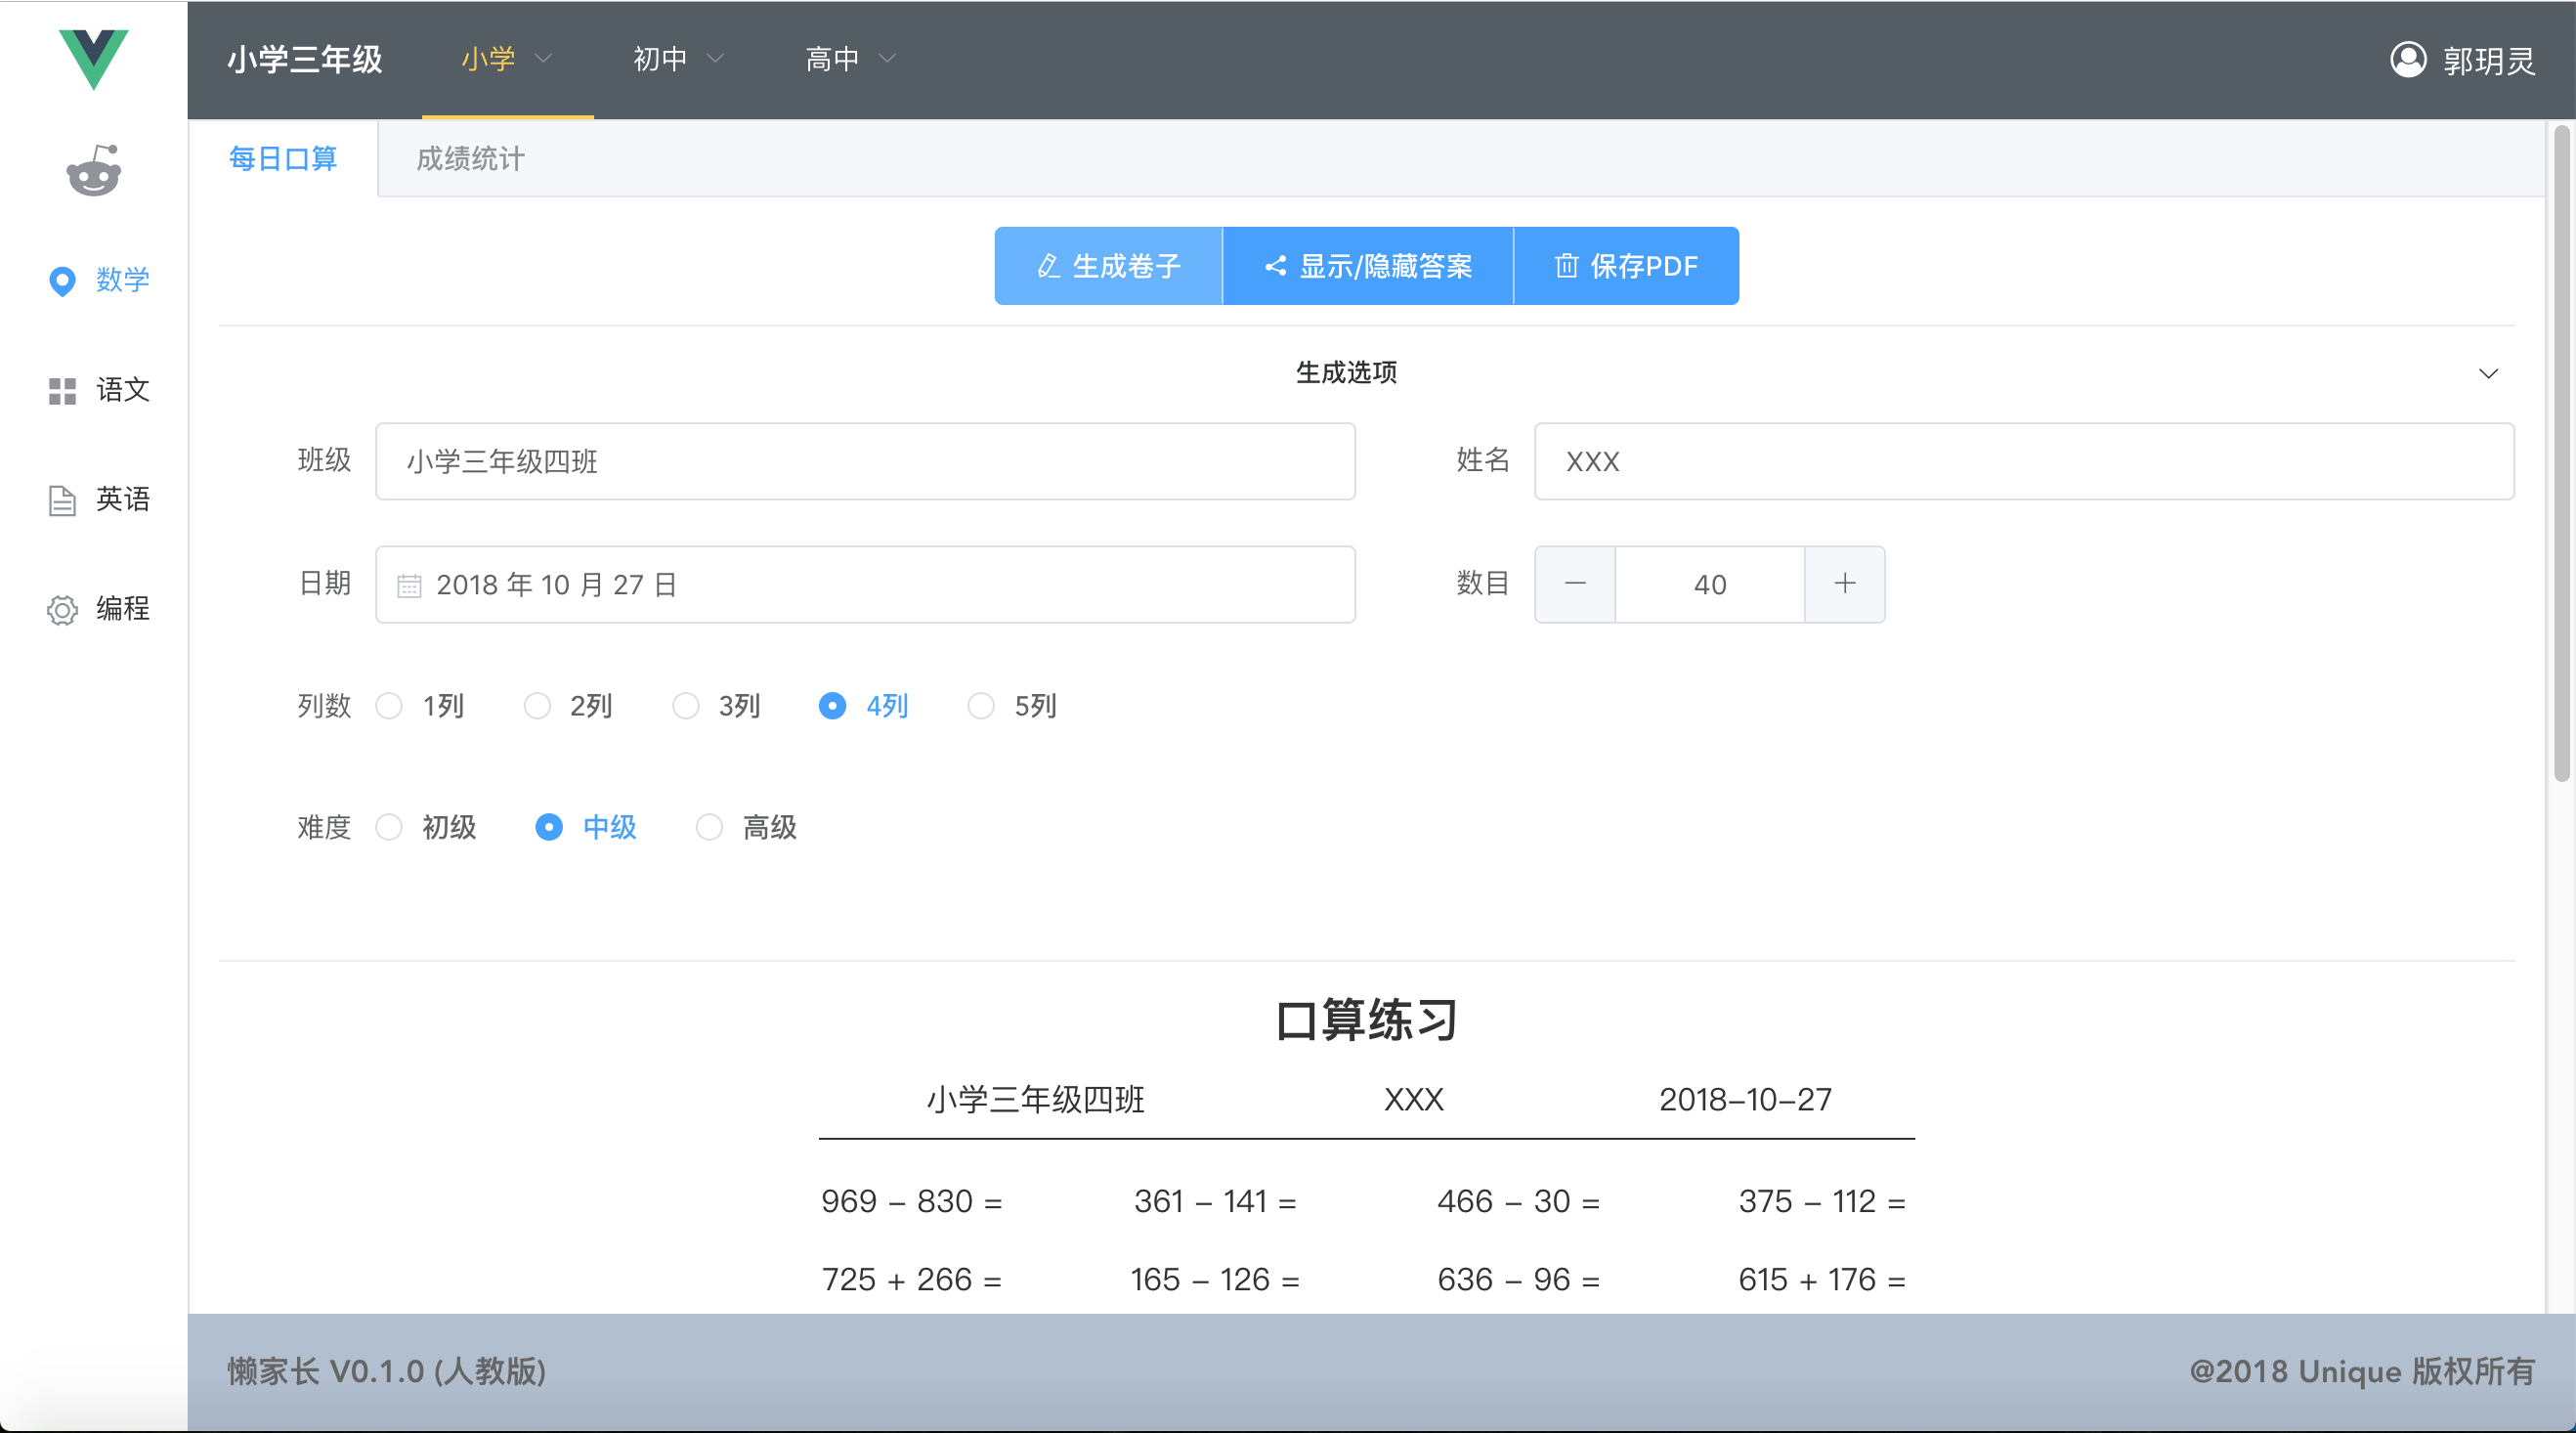 小学三年级 小学 初中 高中 郭玥灵
每日口算 成绩统计
数学
语文
英语
编程
生成卷子 显示/隐藏答案 保存PDF
生成选项
班级 小学三年级四班 姓名 XXX
日期 2018 年 10 月 27 日 数目 40
列数 1列 2列 3列 4列 5列
难度 初级 中级 高级
口算练习
小学三年级四班 XXX 2018-10-27
969 - 830 = 361 - 141 = 466 - 30 = 375 - 112 =
725 + 266 = 165 - 126 = 636 - 96 = 615 + 176 =
懒家长 V0.1.0 (人教版) @2018 Unique 版权所有